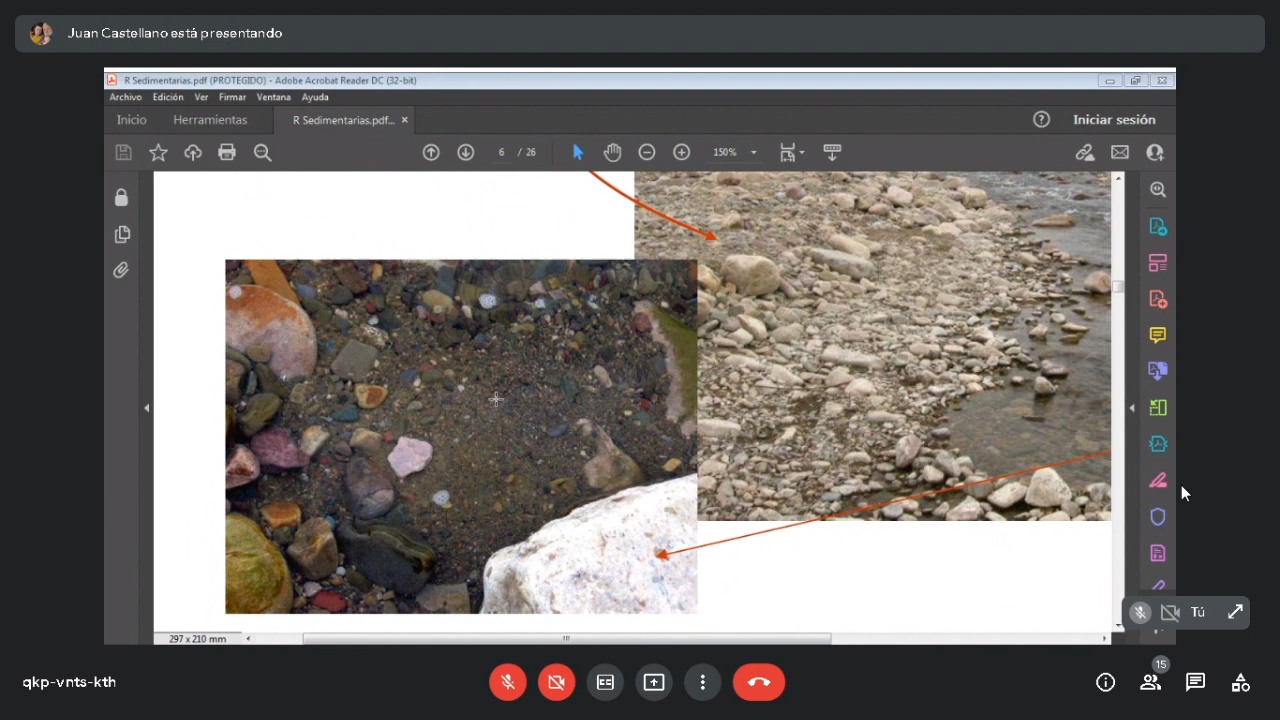 Juan Castellano está presentando
R Sedimentarias.pdf (PROTEGIDO) - Adobe Acrobat Reader DC (32-bit)
Archivo Edición Ver Firmar Ventana Ayuda
Inicio Herramientas R Sedimentarias.pdf... × Iniciar sesión
6 / 26 150%
297 x 210 mm
Tú
15
qkp-vnts-kth